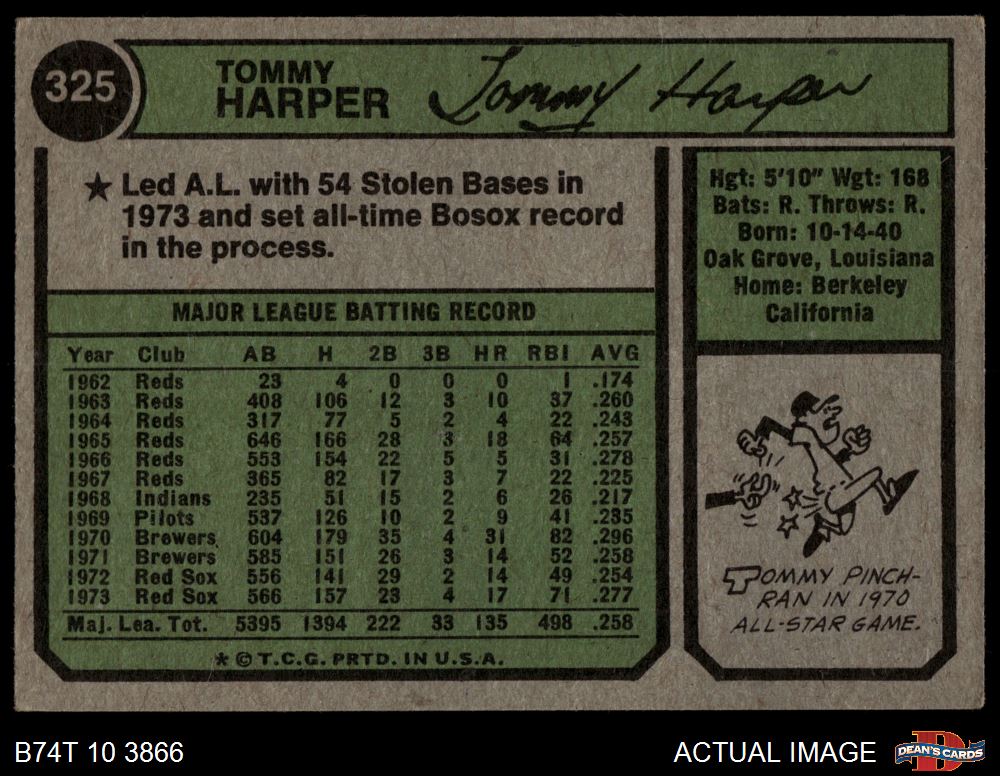 325
TOMMY
HARPER
Tommy Harper
★ Led A.L. with 54 Stolen Bases in
1973 and set all-time Bosox record
in the process.
Hgt: 5'10" Wgt: 168
Bats: R. Throws: R.
Born: 10-14-40
Oak Grove, Louisiana
Home: Berkeley
California
MAJOR LEAGUE BATTING RECORD
Year Club AB H 2B 3B HR RBI AVG
1962 Reds 23 4 0 0 0 1 .174
1963 Reds 408 106 12 3 10 37 .260
1964 Reds 317 77 5 2 4 22 .243
1965 Reds 646 166 28 3 18 64 .257
1966 Reds 553 154 22 5 5 31 .278
1967 Reds 365 82 17 3 7 22 .225
1968 Indians 235 51 15 2 6 26 .217
1969 Pilots 537 126 10 2 9 41 .235
1970 Brewers 604 179 35 4 31 82 .296
1971 Brewers 585 151 26 3 14 52 .258
1972 Red Sox 556 141 29 2 14 49 .254
1973 Red Sox 566 157 23 4 17 71 .277
Maj. Lea. Tot. 5395 1394 222 33 135 498 .258
* © T.C.G. PRTD. IN U.S.A.
TOMMY PINCH-
RAN IN 1970
ALL-STAR GAME.
B74T 10 3866
ACTUAL IMAGE
DEAN'S CARDS